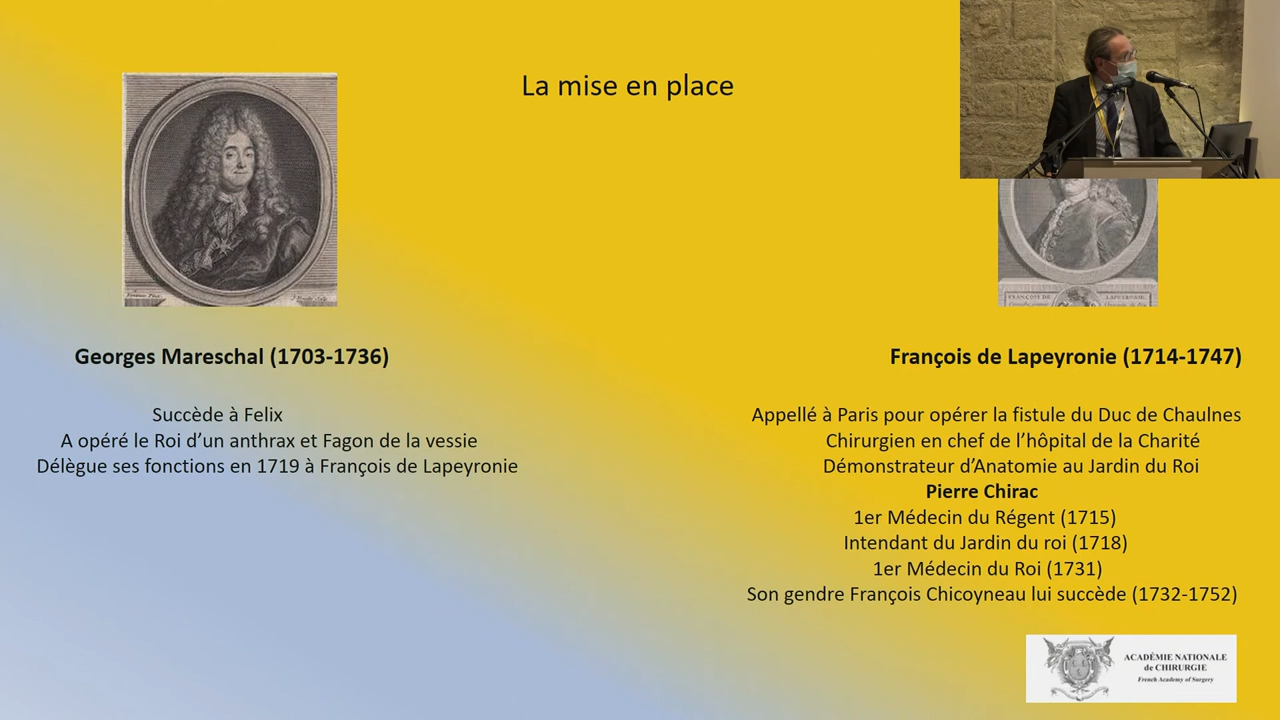 La mise en place
FRANÇOIS DE LAPEYRONIE
Georges Mareschal (1703-1736)
Succède à Felix
A opéré le Roi d'un anthrax et Fagon de la vessie
Délègue ses fonctions en 1719 à François de Lapeyronie
François de Lapeyronie (1714-1747)
Appellé à Paris pour opérer la fistule du Duc de Chaulnes
Chirurgien en chef de l'hôpital de la Charité
Démonstrateur d'Anatomie au Jardin du Roi
Pierre Chirac
1er Médecin du Régent (1715)
Intendant du Jardin du roi (1718)
1er Médecin du Roi (1731)
Son gendre François Chicoyneau lui succède (1732-1752)
ACADÉMIE NATIONALE
de CHIRURGIE
French Academy of Surgery